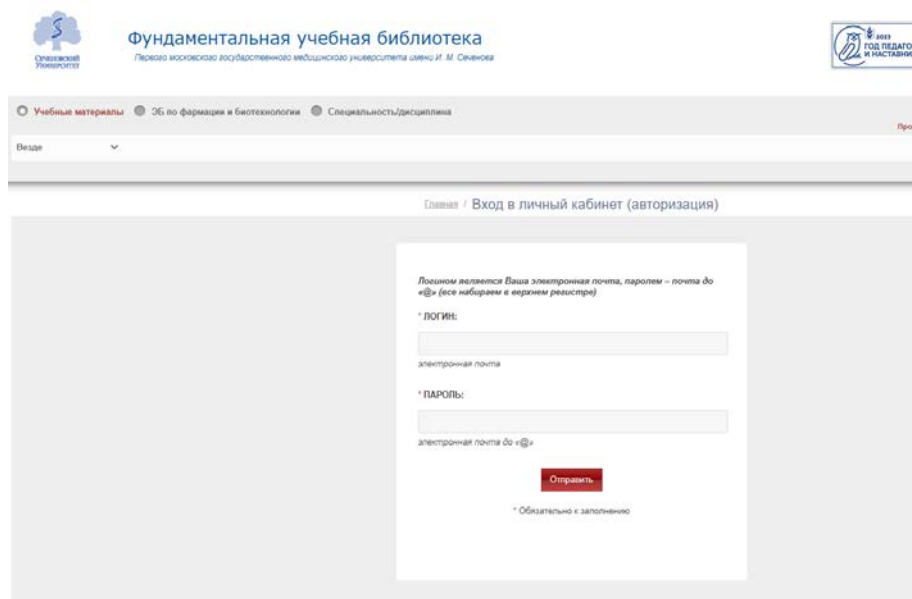 Сеченовский
Университет
Фундаментальная учебная библиотека
Первого московского государственного медицинского университета имени И. М. Сеченова
2023
ГОД ПЕДАГО
И НАСТАВНИ
Учебные материалы ЭБ по фармации и биотехнологии Специальность/дисциплина
Про
Везде
Главная / Вход в личный кабинет (авторизация)
Логином является Ваша электронная почта, паролем – почта до
«@» (все набираем в верхнем регистре)
* ЛОГИН:
электронная почта
* ПАРОЛЬ:
электронная почта до «@»
Отправить
* Обязательно к заполнению